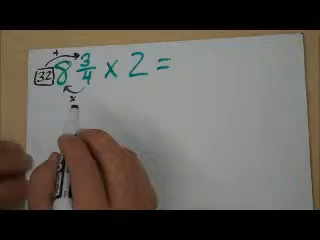 +
32 8 3/4 x 2 =
x